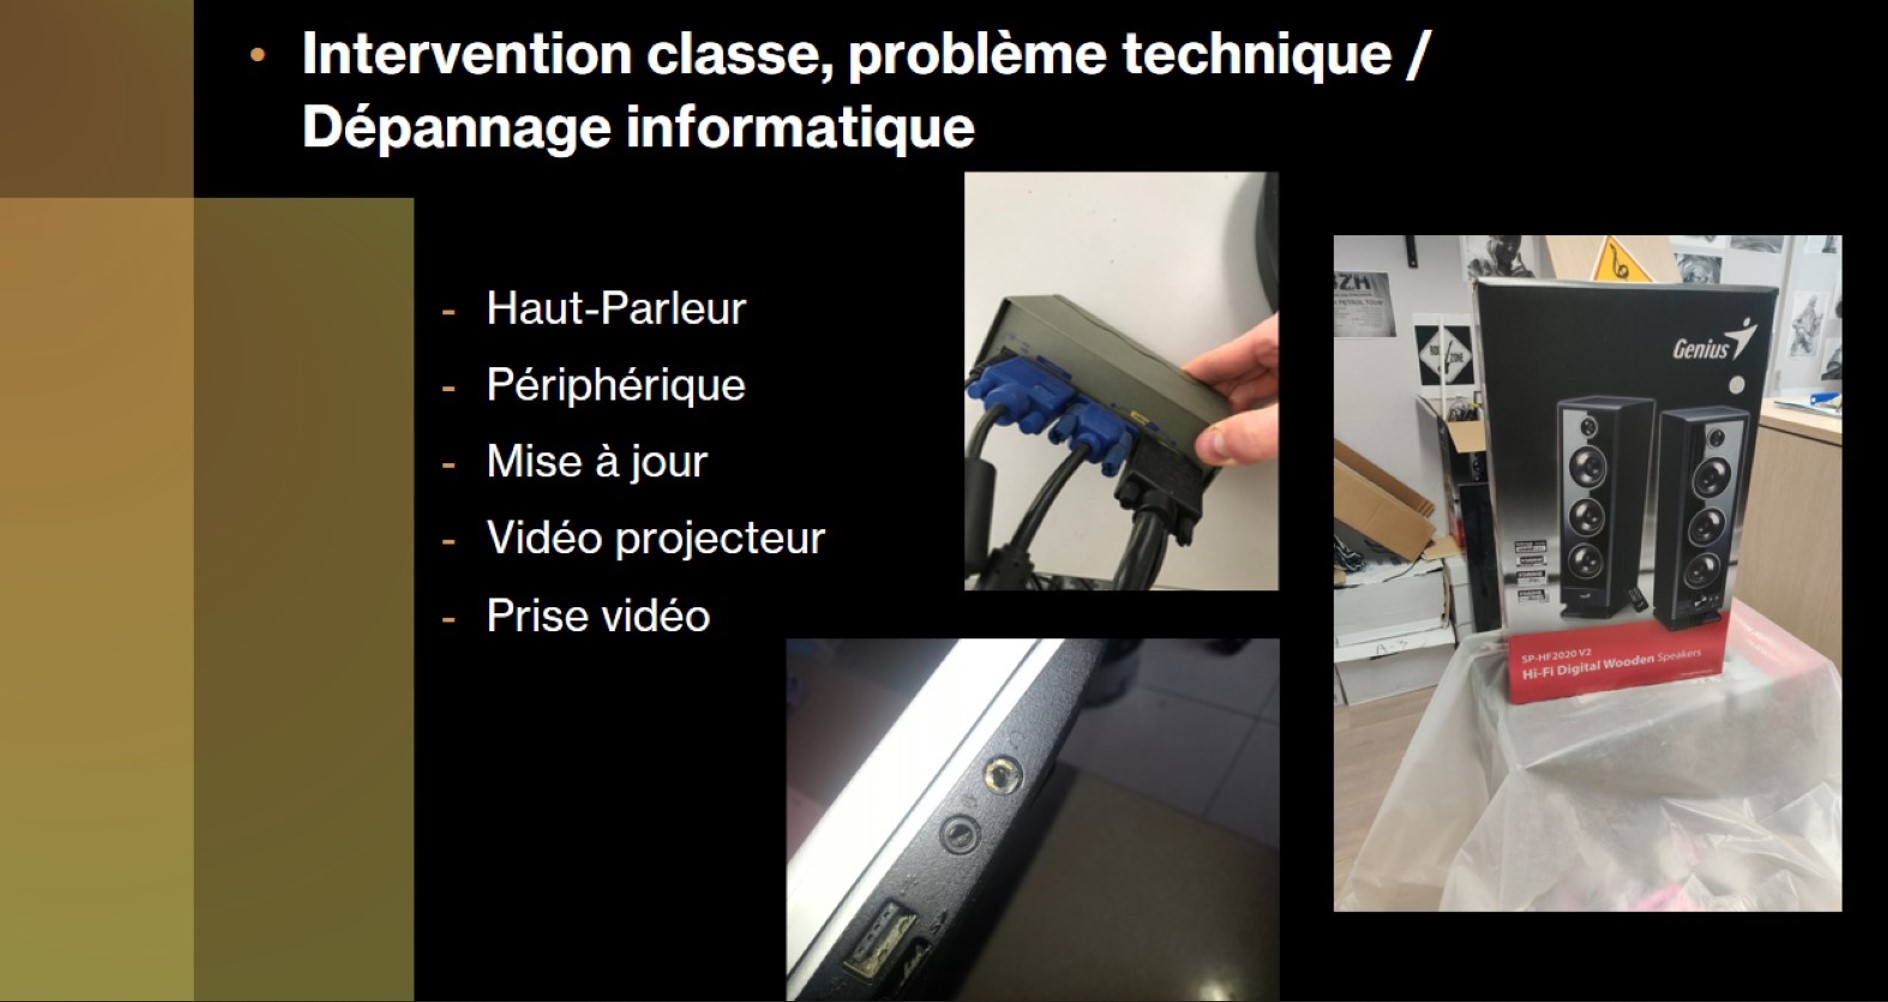 Intervention classe, problème technique /
Dépannage informatique
- Haut-Parleur
- Périphérique
- Mise à jour
- Vidéo projecteur
- Prise vidéo
Genius
SP-HF2020 V2
Hi-Fi Digital Wooden Speakers
A-3